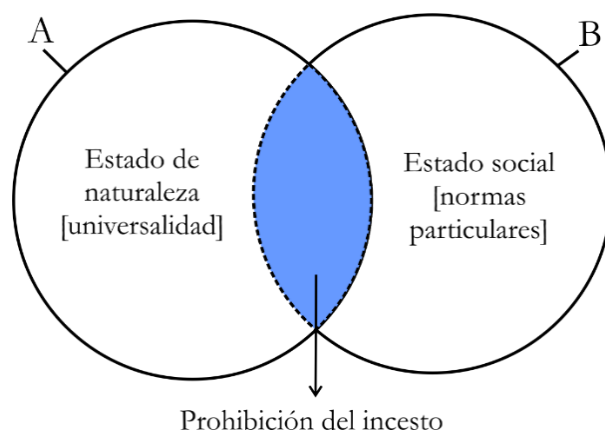 A
B
Estado de
naturaleza
[universalidad]
Estado social
[normas
particulares]
Prohibición del incesto